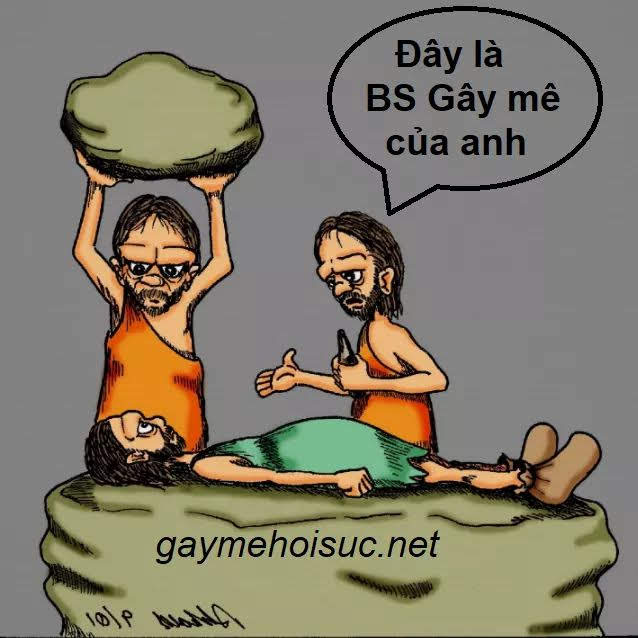 Đây là
BS Gây mê
của anh
gaymehoisuc.net